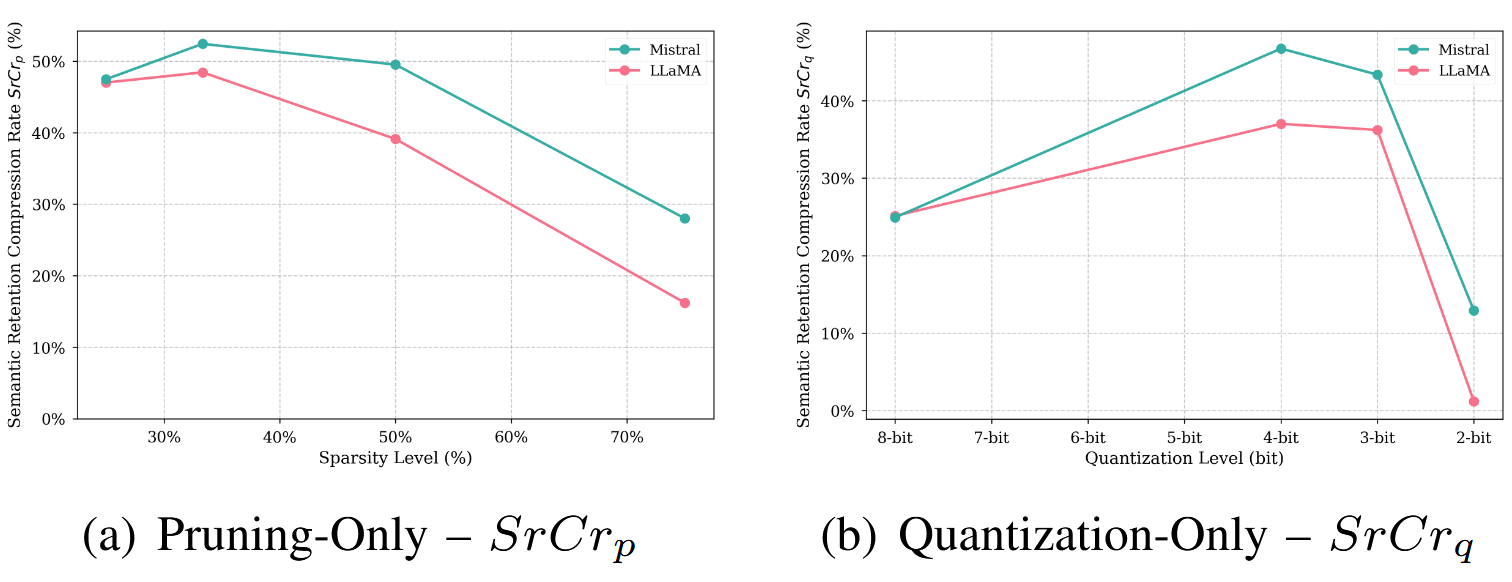 Semantic Retention Compression Rate SrCr_p (%)
50%
40%
30%
20%
10%
0%
30%
40%
50%
60%
70%
Sparsity Level (%)
Mistral
LLaMA
(a) Pruning-Only – SrCr_p
Semantic Retention Compression Rate SrCr_q (%)
40%
30%
20%
10%
0%
8-bit
7-bit
6-bit
5-bit
4-bit
3-bit
2-bit
Quantization Level (bit)
Mistral
LLaMA
(b) Quantization-Only – SrCr_q